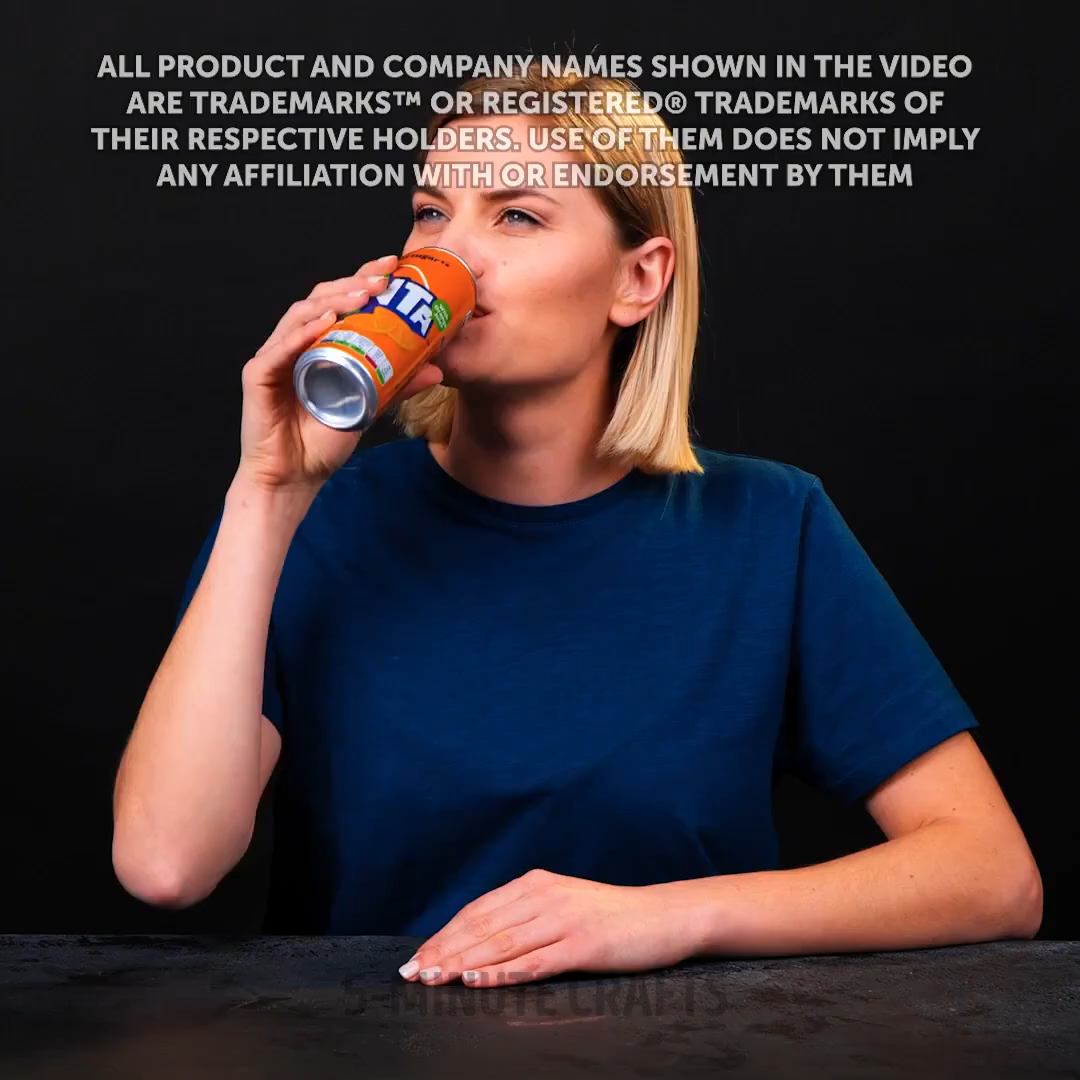 ALL PRODUCT AND COMPANY NAMES SHOWN IN THE VIDEO
ARE TRADEMARKS™ OR REGISTERED® TRADEMARKS OF
THEIR RESPECTIVE HOLDERS. USE OF THEM DOES NOT IMPLY
ANY AFFILIATION WITH OR ENDORSEMENT BY THEM
5-MINUTE CRAFTS